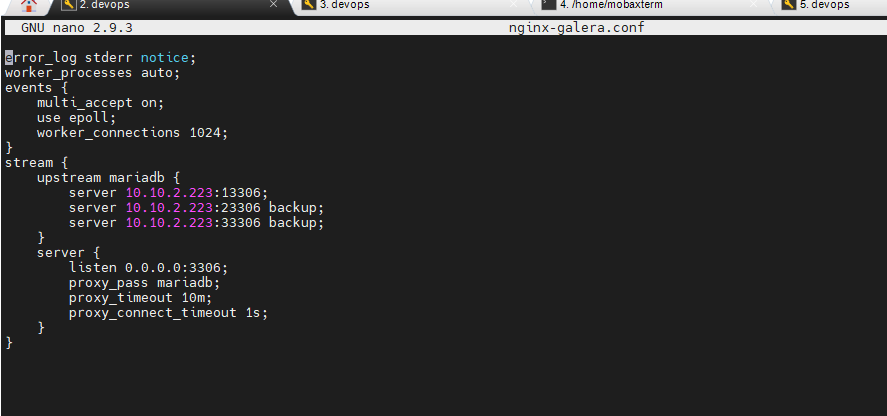 2. devops
3. devops
4. /home/mobaxterm
5. devops
GNU nano 2.9.3 nginx-galera.conf
error_log stderr notice;
worker_processes auto;
events {
    multi_accept on;
    use epoll;
    worker_connections 1024;
}
stream {
    upstream mariadb {
        server 10.10.2.223:13306;
        server 10.10.2.223:23306 backup;
        server 10.10.2.223:33306 backup;
    }
    server {
        listen 0.0.0.0:3306;
        proxy_pass mariadb;
        proxy_timeout 10m;
        proxy_connect_timeout 1s;
    }
}